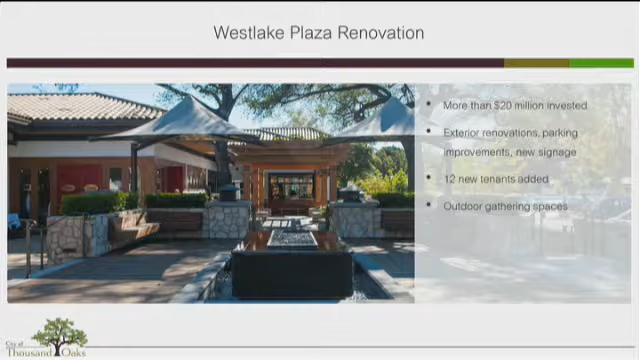 Westlake Plaza Renovation
• More than $20 million invested
• Exterior renovations, parking
improvements, new signage
• 12 new tenants added
• Outdoor gathering spaces
City of
Thousand Oaks